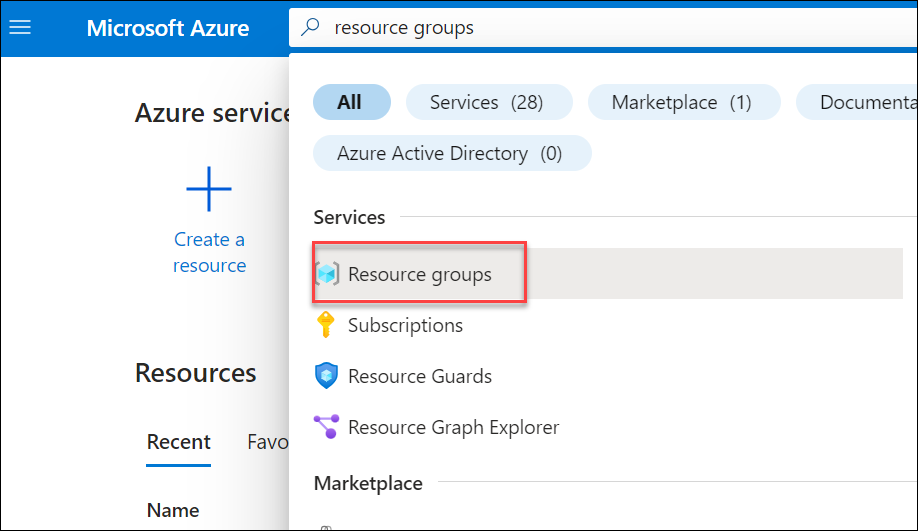 Microsoft Azure
resource groups
All
Services (28)
Marketplace (1)
Documenta
Azure Active Directory (0)
Azure service
Create a
resource
Services
Resource groups
Subscriptions
Resource Guards
Resource Graph Explorer
Resources
Recent
Favo
Marketplace
Name